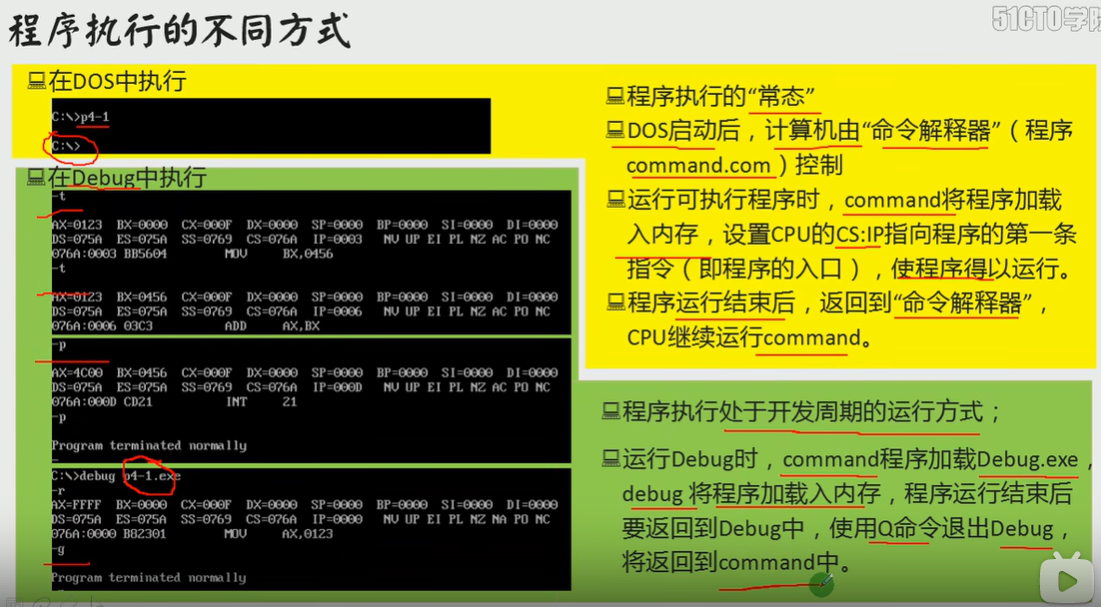 程序执行的不同方式
51CTO学院
在DOS中执行
C:\>p4-1
C:\>
程序执行的“常态”
DOS启动后，计算机由“命令解释器”（程序
command.com）控制
运行可执行程序时，command将程序加载
入内存，设置CPU的CS:IP指向程序的第一条
指令（即程序的入口），使程序得以运行。
程序运行结束后，返回到“命令解释器”，
CPU继续运行command。
在Debug中执行
-t
AX=0123 BX=0000 CX=000F DX=0000 SP=0000 BP=0000 SI=0000 DI=0000
DS=075A ES=075A SS=0769 CS=076A IP=0003 NV UP EI PL NZ AC PO NC
076A:0003 BB5604 MOV BX,0456
-t
AX=0123 BX=0456 CX=000F DX=0000 SP=0000 BP=0000 SI=0000 DI=0000
DS=075A ES=075A SS=0769 CS=076A IP=0006 NV UP EI PL NZ AC PO NC
076A:0006 03C3 ADD AX,BX
-p
AX=4C00 BX=0456 CX=000F DX=0000 SP=0000 BP=0000 SI=0000 DI=0000
DS=075A ES=075A SS=0769 CS=076A IP=000D NV UP EI PL NZ AC PO NC
076A:000D CD21 INT 21
-p
Program terminated normally
-
C:\>debug p4-1.exe
-r
AX=FFFF BX=0000 CX=000F DX=0000 SP=0000 BP=0000 SI=0000 DI=0000
DS=075A ES=075A SS=0769 CS=076A IP=0000 NV UP EI PL NZ NA PO NC
076A:0000 B82301 MOV AX,0123
-g
Program terminated normally
程序执行处于开发周期的运行方式；
运行Debug时，command程序加载Debug.exe，
debug 将程序加载入内存，程序运行结束后
要返回到Debug中，使用Q命令退出Debug，
将返回到command中。